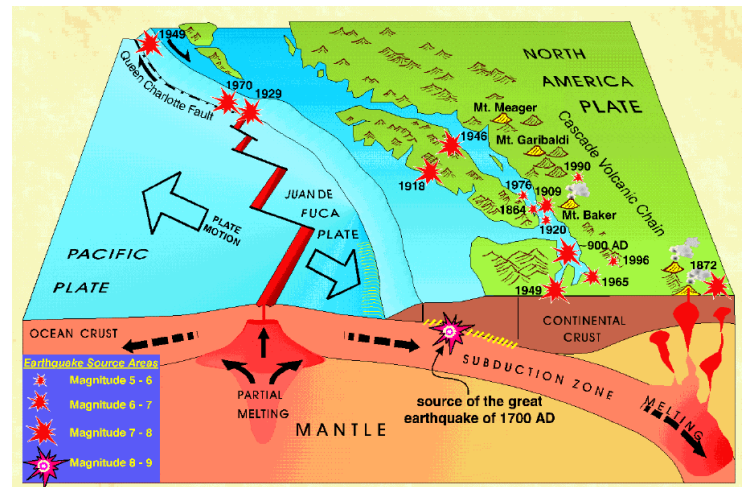 1949
Queen Charlotte Fault
1970
1929
NORTH
AMERICA
PLATE
Mt. Meager
Cascade Volcanic Chain
1946
Mt. Garibaldi
1990
1918
1976
1909
1864
Mt. Baker
1920
JUAN DE
FUCA
PLATE
PLATE
MOTION
PACIFIC
PLATE
900 AD
1996
1872
1965
1949
OCEAN CRUST
CONTINENTAL
CRUST
SUBDUCTION ZONE
Earthquake Source Areas
Magnitude 5 - 6
Magnitude 6 - 7
Magnitude 7 - 8
Magnitude 8 - 9
PARTIAL
MELTING
MANTLE
source of the great
earthquake of 1700 AD
MELTING